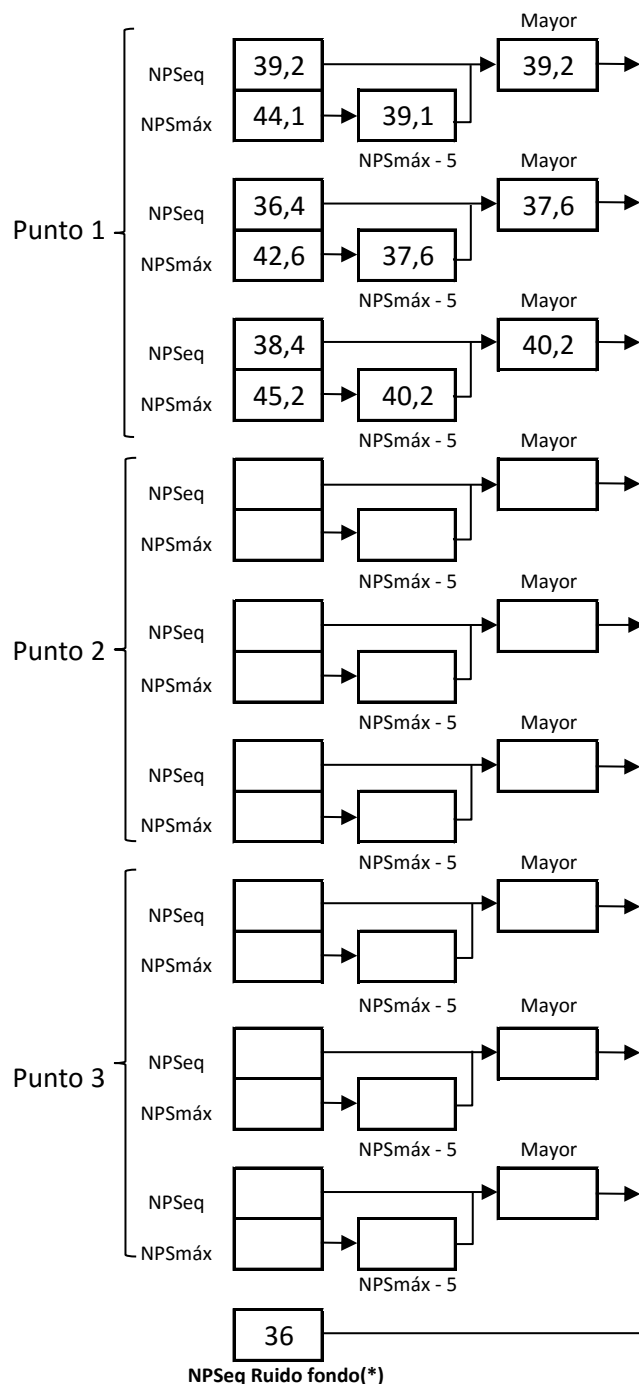 Mayor
NPSeq 39,2 39,2
NPSmáx 44,1 39,1
NPSmáx - 5
Mayor
Punto 1
NPSeq 36,4 37,6
NPSmáx 42,6 37,6
NPSmáx - 5
Mayor
NPSeq 38,4 40,2
NPSmáx 45,2 40,2
NPSmáx - 5
Mayor
NPSeq
NPSmáx
NPSmáx - 5
Mayor
Punto 2
NPSeq
NPSmáx
NPSmáx - 5
Mayor
NPSeq
NPSmáx
NPSmáx - 5
Mayor
NPSeq
NPSmáx
NPSmáx - 5
Mayor
Punto 3
NPSeq
NPSmáx
NPSmáx - 5
Mayor
NPSeq
NPSmáx
NPSmáx - 5
36
NPSeq Ruido fondo(*)